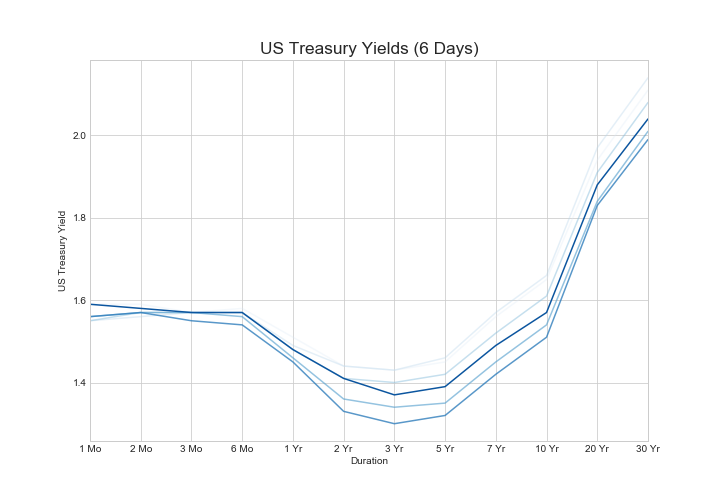 US Treasury Yields (6 Days)
US Treasury Yield
2.0
1.8
1.6
1.4
1 Mo 2 Mo 3 Mo 6 Mo 1 Yr 2 Yr 3 Yr 5 Yr 7 Yr 10 Yr 20 Yr 30 Yr
Duration